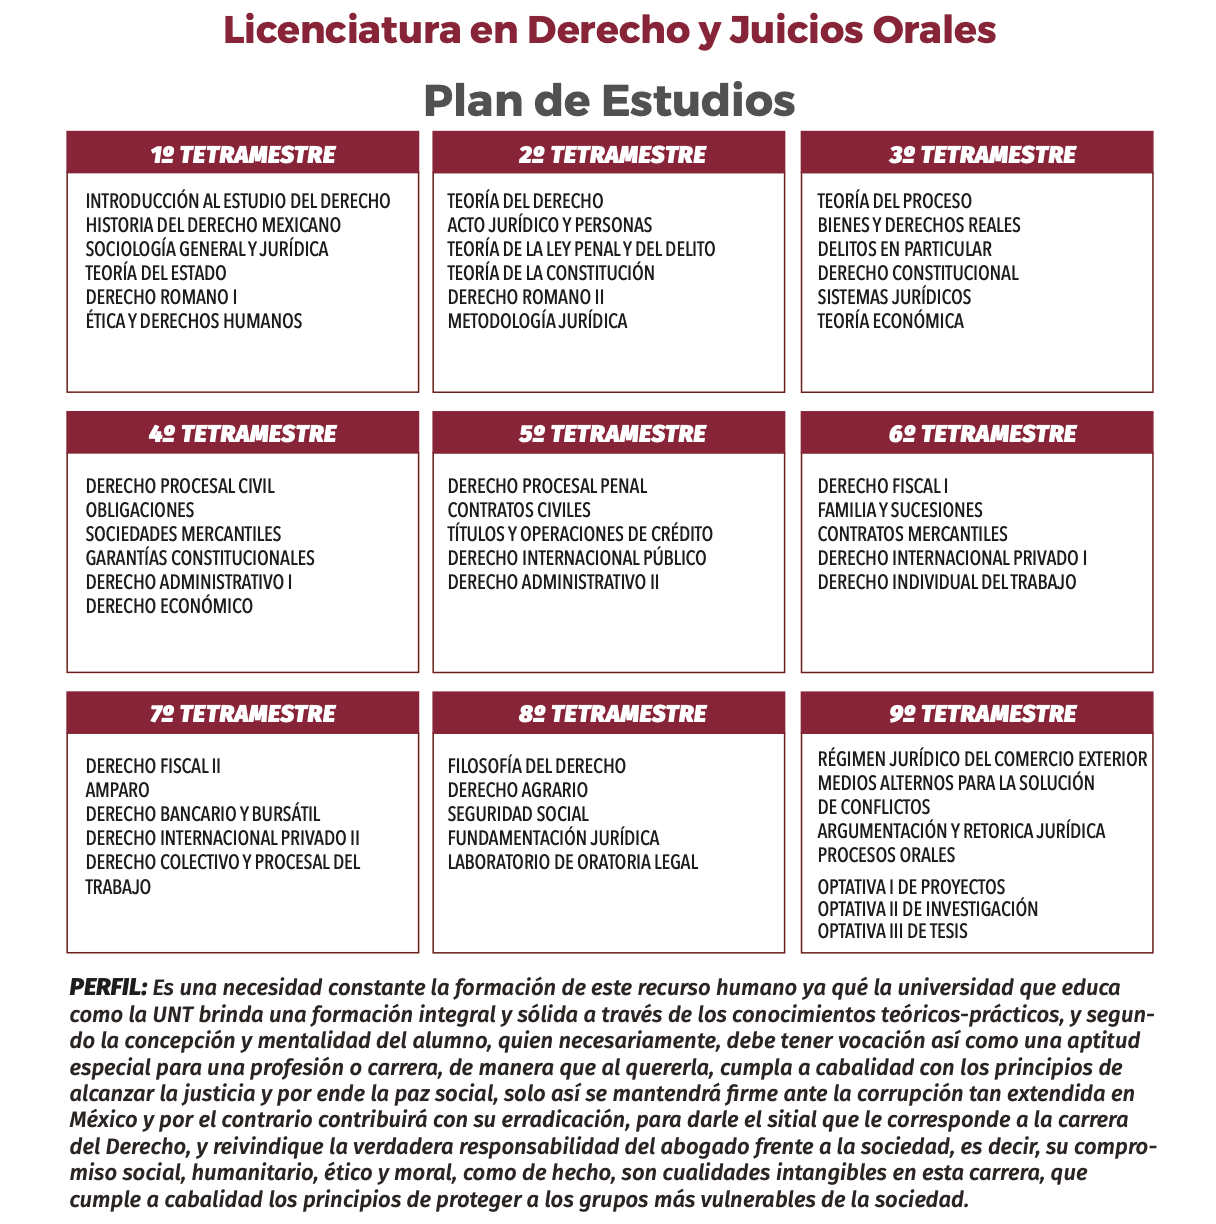 Licenciatura en Derecho y Juicios Orales
Plan de Estudios
1º TETRAMESTRE
INTRODUCCIÓN AL ESTUDIO DEL DERECHO
HISTORIA DEL DERECHO MEXICANO
SOCIOLOGÍA GENERAL Y JURÍDICA
TEORÍA DEL ESTADO
DERECHO ROMANO I
ÉTICA Y DERECHOS HUMANOS
2º TETRAMESTRE
TEORÍA DEL DERECHO
ACTO JURÍDICO Y PERSONAS
TEORÍA DE LA LEY PENAL Y DEL DELITO
TEORÍA DE LA CONSTITUCIÓN
DERECHO ROMANO II
METODOLOGÍA JURÍDICA
3º TETRAMESTRE
TEORÍA DEL PROCESO
BIENES Y DERECHOS REALES
DELITOS EN PARTICULAR
DERECHO CONSTITUCIONAL
SISTEMAS JURÍDICOS
TEORÍA ECONÓMICA
4º TETRAMESTRE
DERECHO PROCESAL CIVIL
OBLIGACIONES
SOCIEDADES MERCANTILES
GARANTÍAS CONSTITUCIONALES
DERECHO ADMINISTRATIVO I
DERECHO ECONÓMICO
5º TETRAMESTRE
DERECHO PROCESAL PENAL
CONTRATOS CIVILES
TÍTULOS Y OPERACIONES DE CRÉDITO
DERECHO INTERNACIONAL PÚBLICO
DERECHO ADMINISTRATIVO II
6º TETRAMESTRE
DERECHO FISCAL I
FAMILIA Y SUCESIONES
CONTRATOS MERCANTILES
DERECHO INTERNACIONAL PRIVADO I
DERECHO INDIVIDUAL DEL TRABAJO
7º TETRAMESTRE
DERECHO FISCAL II
AMPARO
DERECHO BANCARIO Y BURSÁTIL
DERECHO INTERNACIONAL PRIVADO II
DERECHO COLECTIVO Y PROCESAL DEL
TRABAJO
8º TETRAMESTRE
FILOSOFÍA DEL DERECHO
DERECHO AGRARIO
SEGURIDAD SOCIAL
FUNDAMENTACIÓN JURÍDICA
LABORATORIO DE ORATORIA LEGAL
9º TETRAMESTRE
RÉGIMEN JURÍDICO DEL COMERCIO EXTERIOR
MEDIOS ALTERNOS PARA LA SOLUCIÓN
DE CONFLICTOS
ARGUMENTACIÓN Y RETORICA JURÍDICA
PROCESOS ORALES
OPTATIVA I DE PROYECTOS
OPTATIVA II DE INVESTIGACIÓN
OPTATIVA III DE TESIS
PERFIL: Es una necesidad constante la formación de este recurso humano ya qué la universidad que educa
como la UNT brinda una formación integral y sólida a través de los conocimientos teóricos-prácticos, y segun-
do la concepción y mentalidad del alumno, quien necesariamente, debe tener vocación así como una aptitud
especial para una profesión o carrera, de manera que al quererla, cumpla a cabalidad con los principios de
alcanzar la justicia y por ende la paz social, solo así se mantendrá firme ante la corrupción tan extendida en
México y por el contrario contribuirá con su erradicación, para darle el sitial que le corresponde a la carrera
del Derecho, y reivindique la verdadera responsabilidad del abogado frente a la sociedad, es decir, su compro-
miso social, humanitario, ético y moral, como de hecho, son cualidades intangibles en esta carrera, que
cumple a cabalidad los principios de proteger a los grupos más vulnerables de la sociedad.